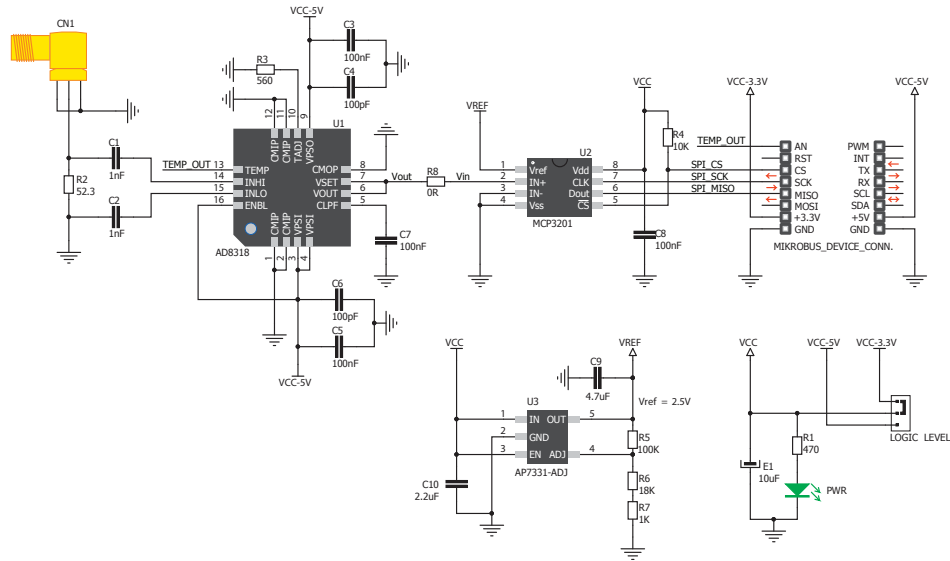 CN1
VCC-5V
C3
100nF
C4
100pF
R3
560
12
11
10
9
CMIP
CMIP
TADJ
VPSO
U1
C1
1nF
R2
52.3
C2
1nF
TEMP_OUT 13
14
15
16
TEMP
INHI
INLO
ENBL
CMOP
VSET
VOUT
CLPF
8
7
6
5
CMIP
CMIP
VPSI
VPSI
1
2
3
4
AD8318
Vout
R8
0R
Vin
C7
100nF
C6
100pF
C5
100nF
VCC-5V
VREF
U2
1
2
3
4
Vref
IN+
IN-
Vss
Vdd
CLK
Dout
CS
8
7
6
5
MCP3201
VCC
R4
10K
C8
100nF
TEMP_OUT
SPI_CS
SPI_SCK
SPI_MISO
VCC-3.3V
VCC-5V
AN
RST
CS
SCK
MISO
MOSI
+3.3V
GND
PWM
INT
TX
RX
SCL
SDA
+5V
GND
MIKROBUS_DEVICE_CONN.
VCC
C10
2.2uF
U3
1
2
3
IN OUT
GND
EN ADJ
5
4
AP7331-ADJ
C9
4.7uF
VREF
Vref = 2.5V
R5
100K
R6
18K
R7
1K
VCC
VCC-5V
VCC-3.3V
LOGIC LEVEL
R1
470
E1
10uF
PWR